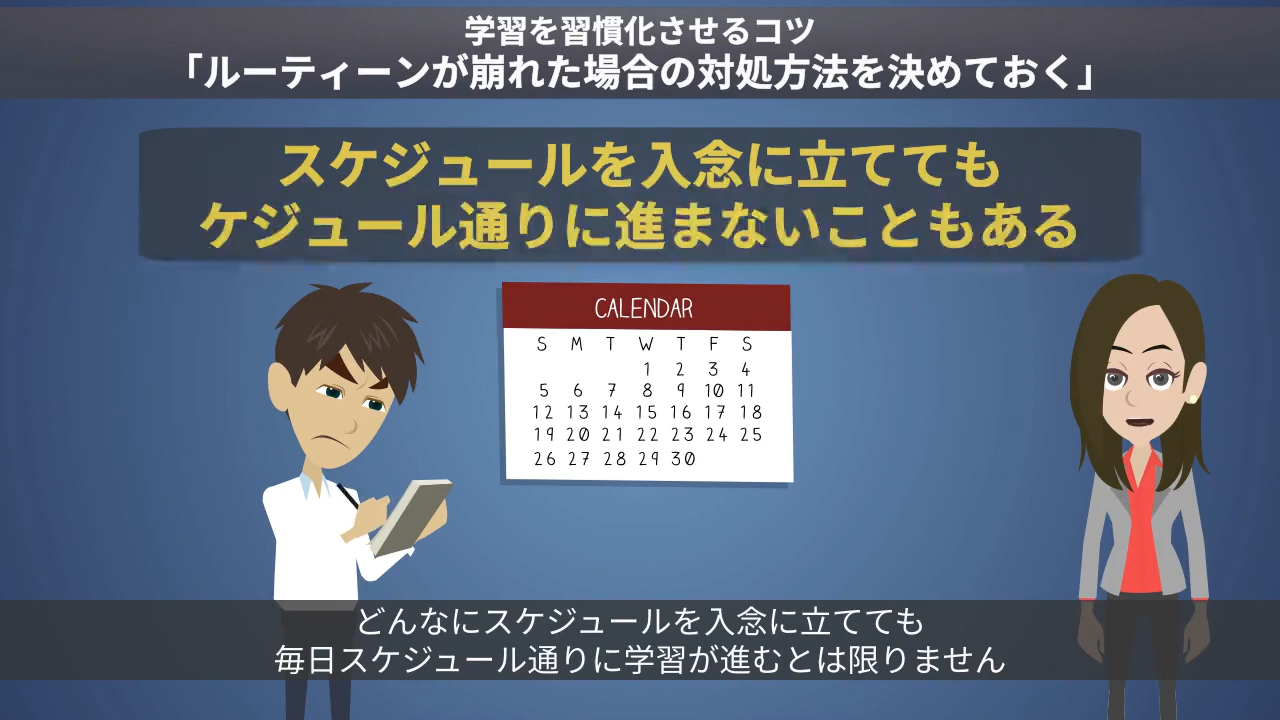 学習を習慣化させるコツ
「ルーティーンが崩れた場合の対処方法を決めておく」
スケジュールを入念に立てても
ケジュール通りに進まないこともある
CALENDAR
S M T W T F S
1 2 3 4
5 6 7 8 9 10 11
12 13 14 15 16 17 18
19 20 21 22 23 24 25
26 27 28 29 30
どんなにスケジュールを入念に立てても
毎日スケジュール通りに学習が進むとは限りません